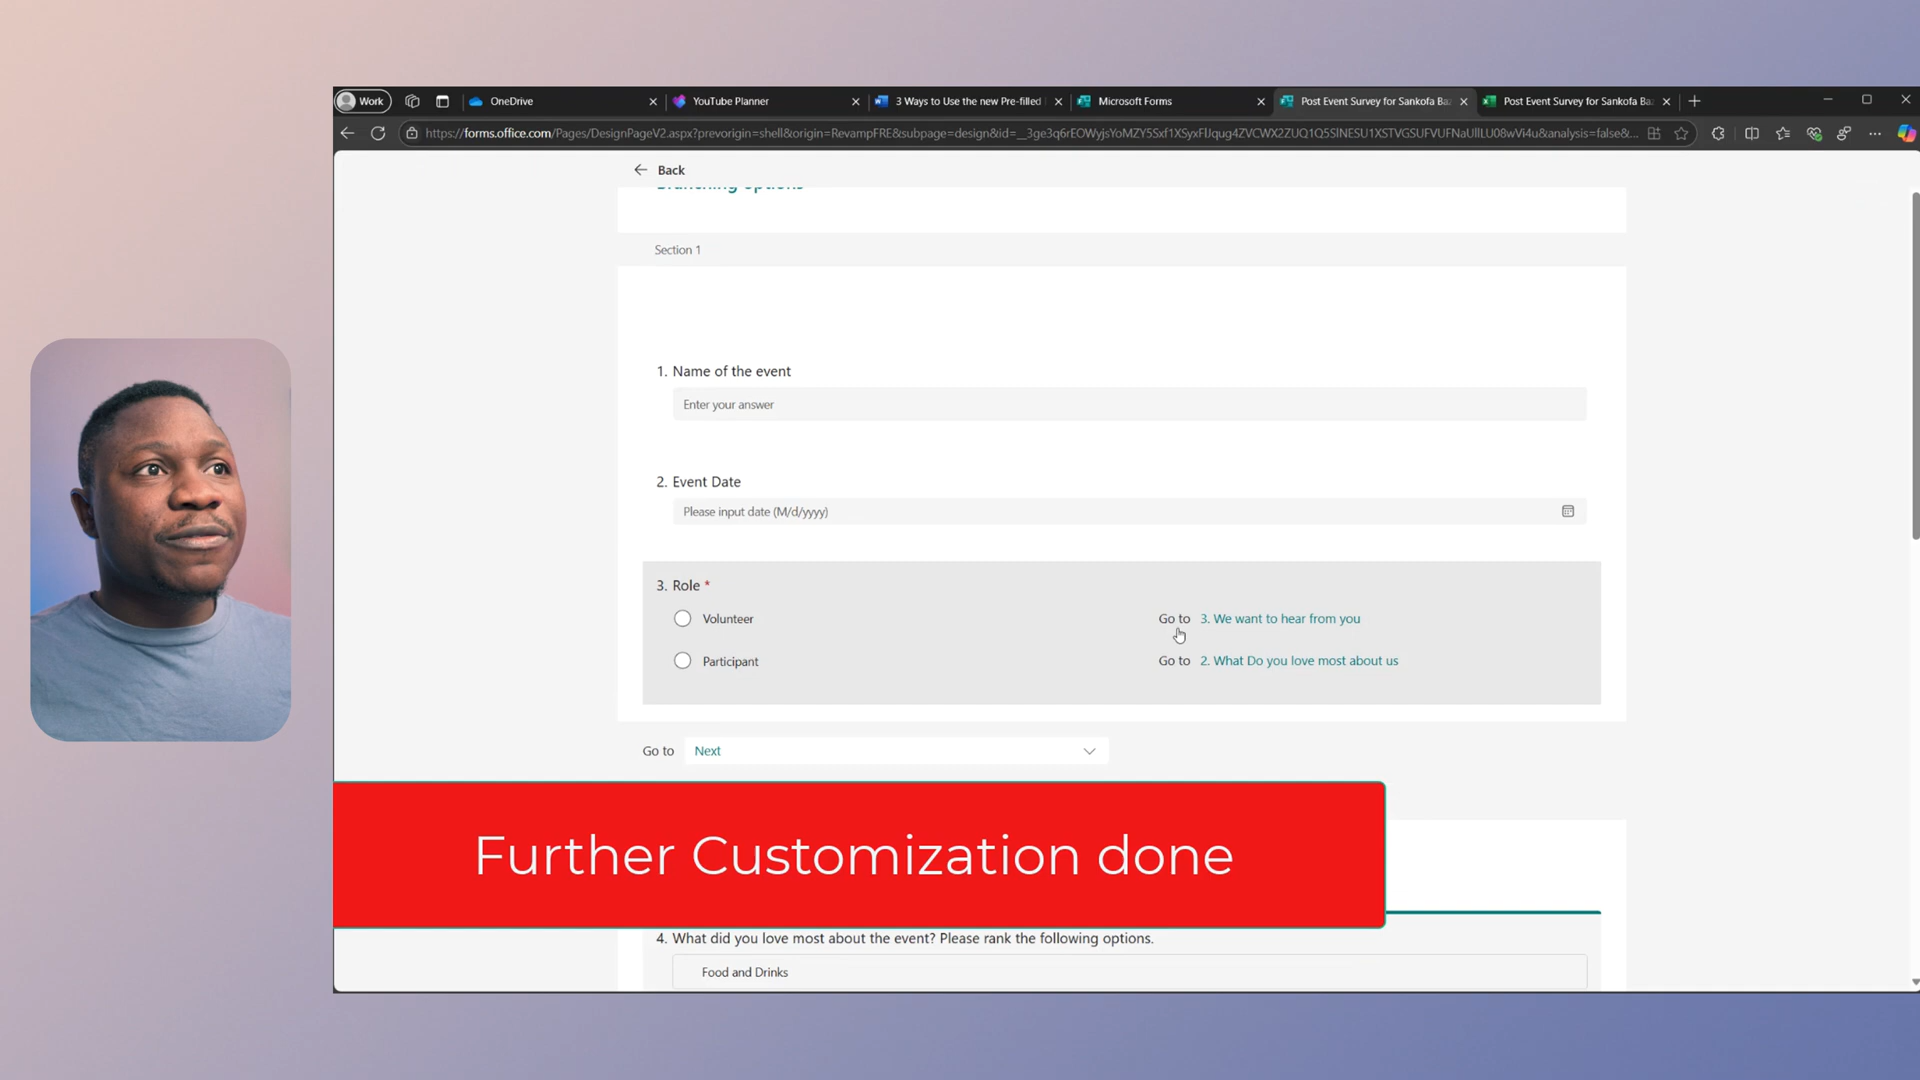 Work
OneDrive
YouTube Planner
3 Ways to Use the new Pre-filled
Microsoft Forms
Post Event Survey for Sankofa Ba
Post Event Survey for Sankofa Ba
Back
Branching Options
Section 1
1. Name of the event
Enter your answer
2. Event Date
Please input date (M/d/yyyy)
3. Role *
Volunteer
Go to 3. We want to hear from you
Participant
Go to 2. What Do you love most about us
Go to Next
Further Customization done
4. What did you love most about the event? Please rank the following options.
Food and Drinks